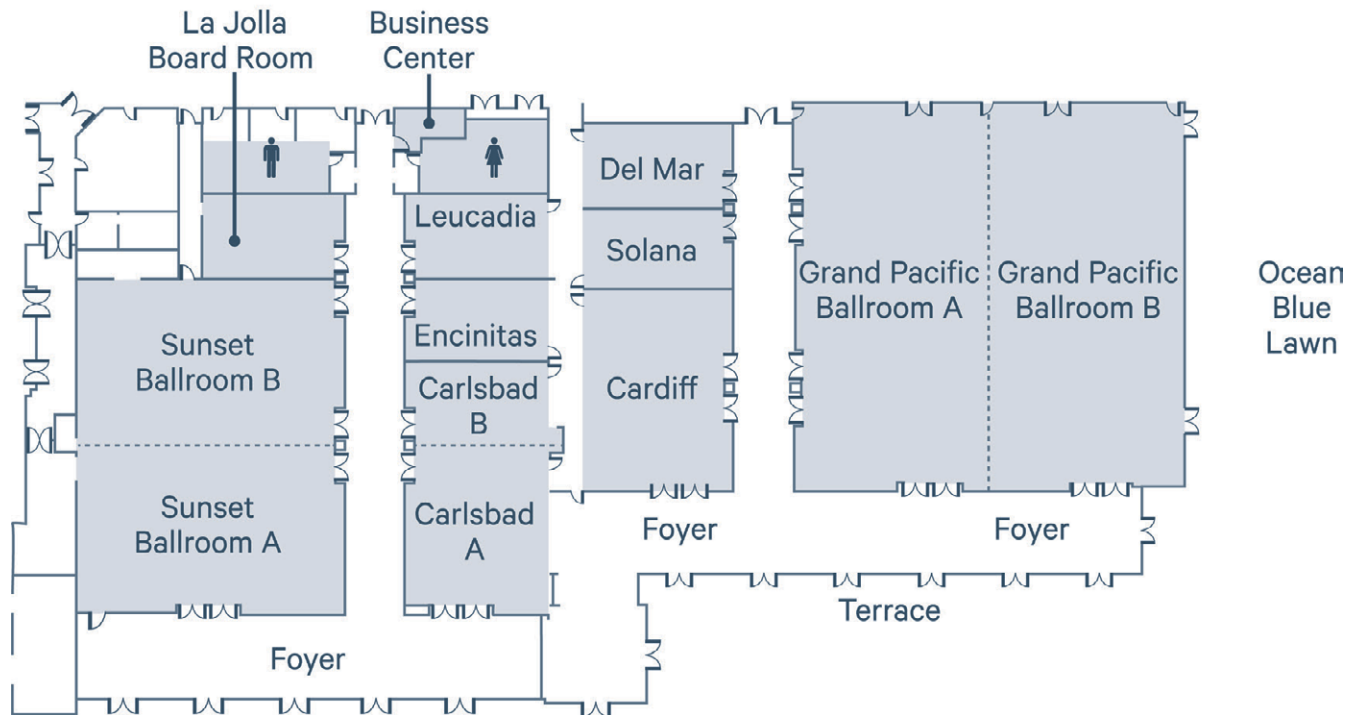 La Jolla
Board Room
Business
Center
Del Mar
Leucadia
Solana
Grand Pacific
Ballroom A
Grand Pacific
Ballroom B
Ocean
Blue
Lawn
Sunset
Ballroom B
Encinitas
Carlsbad
B
Cardiff
Sunset
Ballroom A
Carlsbad
A
Foyer
Foyer
Terrace
Foyer